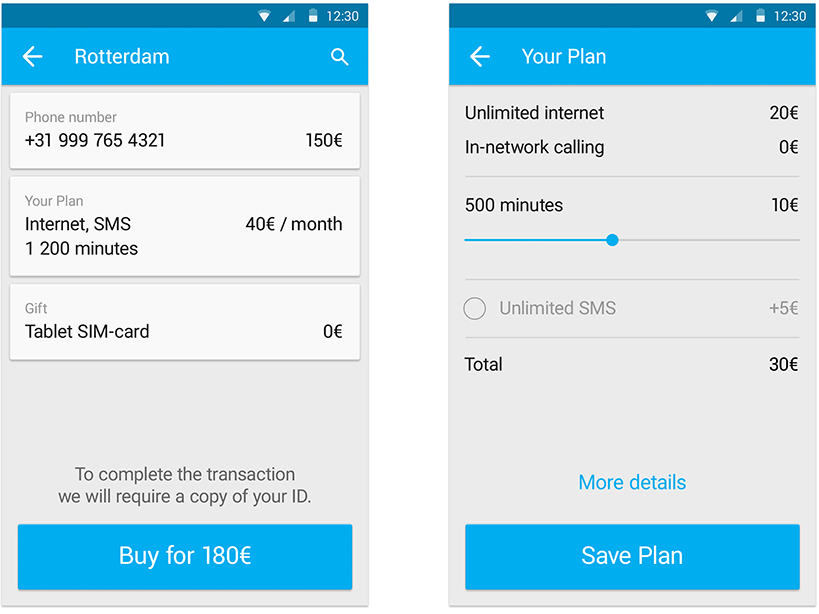 12:30
Rotterdam
Phone number
+31 999 765 4321 150€
Your Plan
Internet, SMS 40€ / month
1 200 minutes
Gift
Tablet SIM-card 0€
To complete the transaction
we will require a copy of your ID.
Buy for 180€
12:30
Your Plan
Unlimited internet 20€
In-network calling 0€
500 minutes 10€
Unlimited SMS +5€
Total 30€
More details
Save Plan